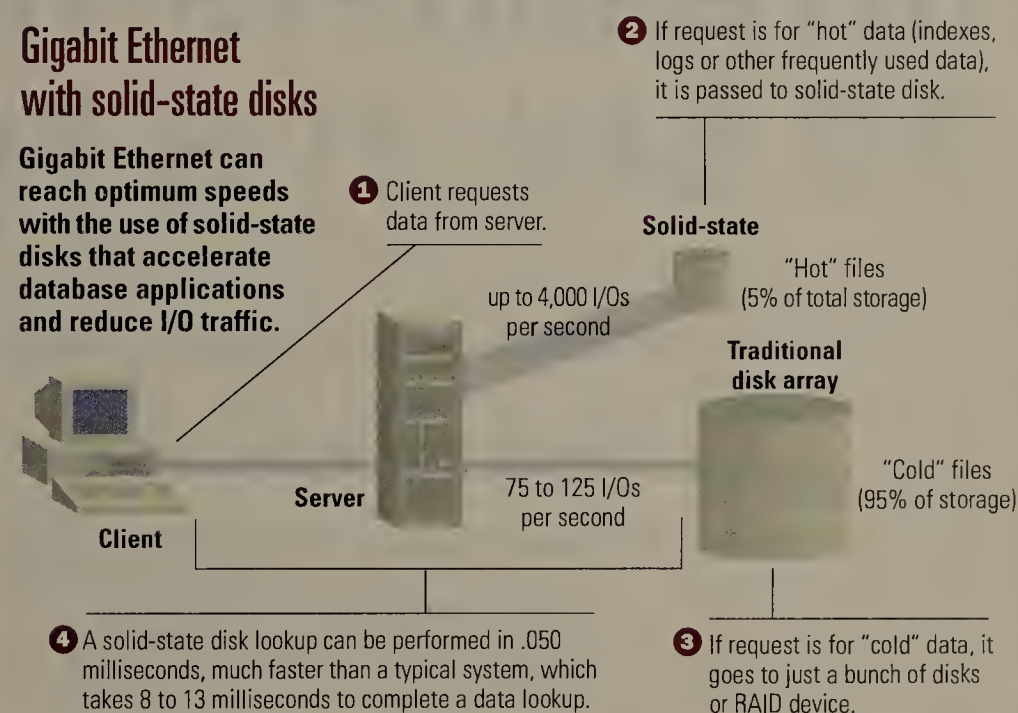 Gigabit Ethernet
with solid-state disks
Gigabit Ethernet can
reach optimum speeds
with the use of solid-state
disks that accelerate
database applications
and reduce I/O traffic.
1 Client requests
data from server.
2 If request is for "hot" data (indexes,
logs or other frequently used data),
it is passed to solid-state disk.
Solid-state
"Hot" files
(5% of total storage)
up to 4,000 I/Os
per second
Traditional
disk array
"Cold" files
(95% of storage)
75 to 125 I/Os
per second
Server
Client
4 A solid-state disk lookup can be performed in .050
milliseconds, much faster than a typical system, which
takes 8 to 13 milliseconds to complete a data lookup.
3 If request is for "cold" data, it
goes to just a bunch of disks
or RAID device.